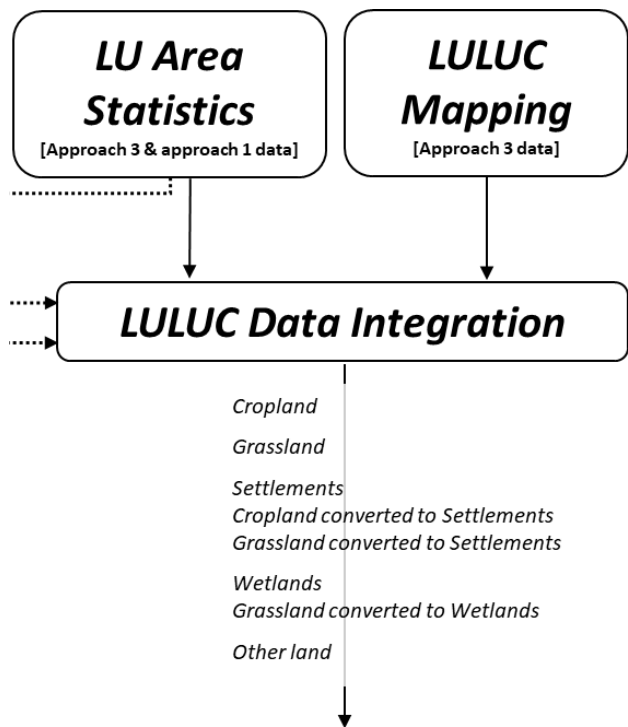 LU Area
Statistics
[Approach 3 & approach 1 data]
LULUC
Mapping
[Approach 3 data]
LULUC Data Integration
Cropland
Grassland
Settlements
Cropland converted to Settlements
Grassland converted to Settlements
Wetlands
Grassland converted to Wetlands
Other land